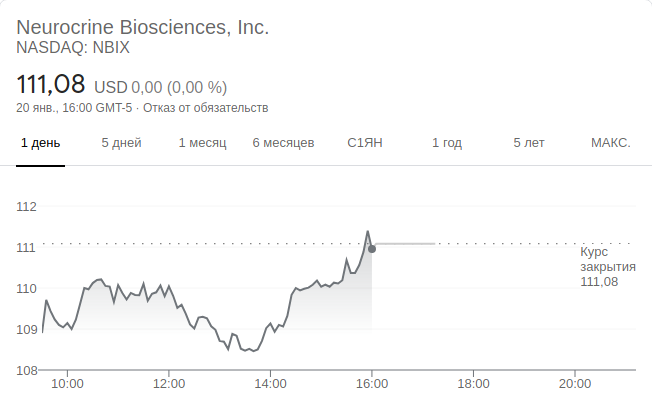 Neurocrine Biosciences, Inc.
NASDAQ: NBIX
111,08 USD 0,00 (0,00 %)
20 янв., 16:00 GMT-5 · Отказ от обязательств
1 день 5 дней 1 месяц 6 месяцев С1ЯН 1 год 5 лет МАКС.
112
111
110
109
108
Курс
закрытия
111,08
10:00 12:00 14:00 16:00 18:00 20:00